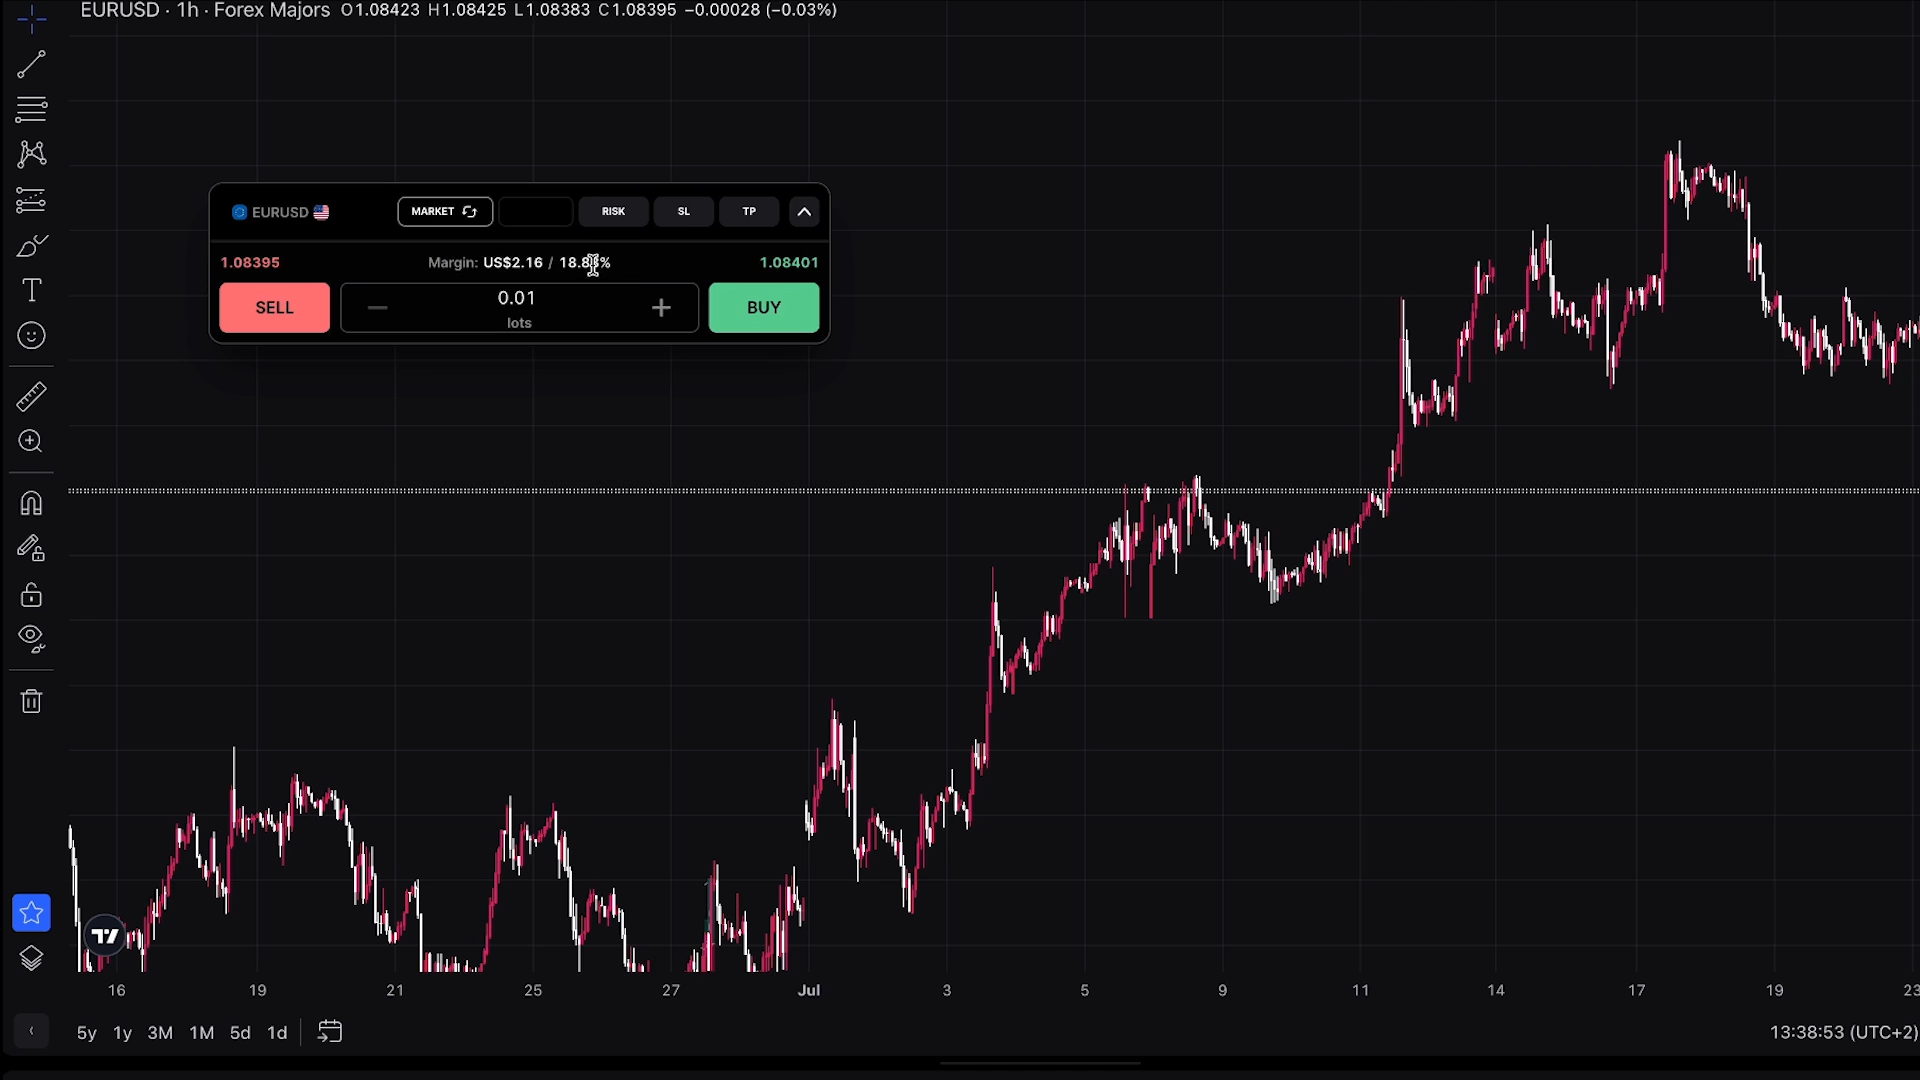 EURUSD · 1h · Forex Majors O1.08423 H1.08425 L1.08383 C1.08395 −0.00028 (−0.03%)
EURUSD MARKET RISK SL TP
1.08395 Margin: US$2.16 / 1.08401
SELL 0.01 lots BUY
16 19 21 25 27 Jul 3 5 9 11 14 17 19 23
5y 1y 3M 1M 5d 1d 13:38:53 (UTC+2)